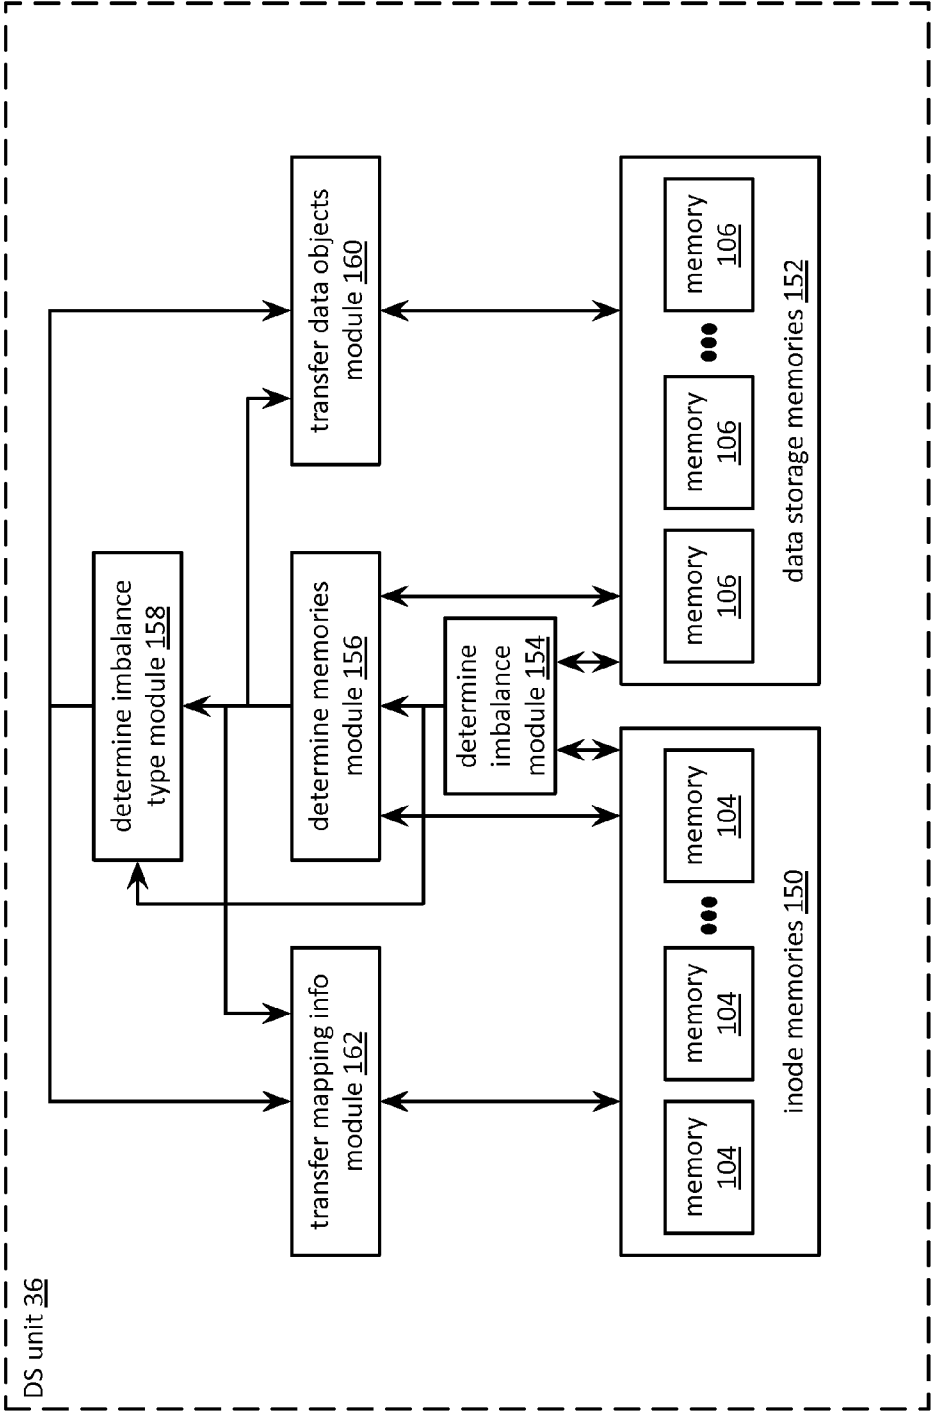 DS unit 36
determine imbalance
type module 158
transfer mapping info
module 162
determine memories
module 156
transfer data objects
module 160
determine
imbalance
module 154
memory
104
memory
104
memory
104
inode memories 150
memory
106
memory
106
memory
106
data storage memories 152